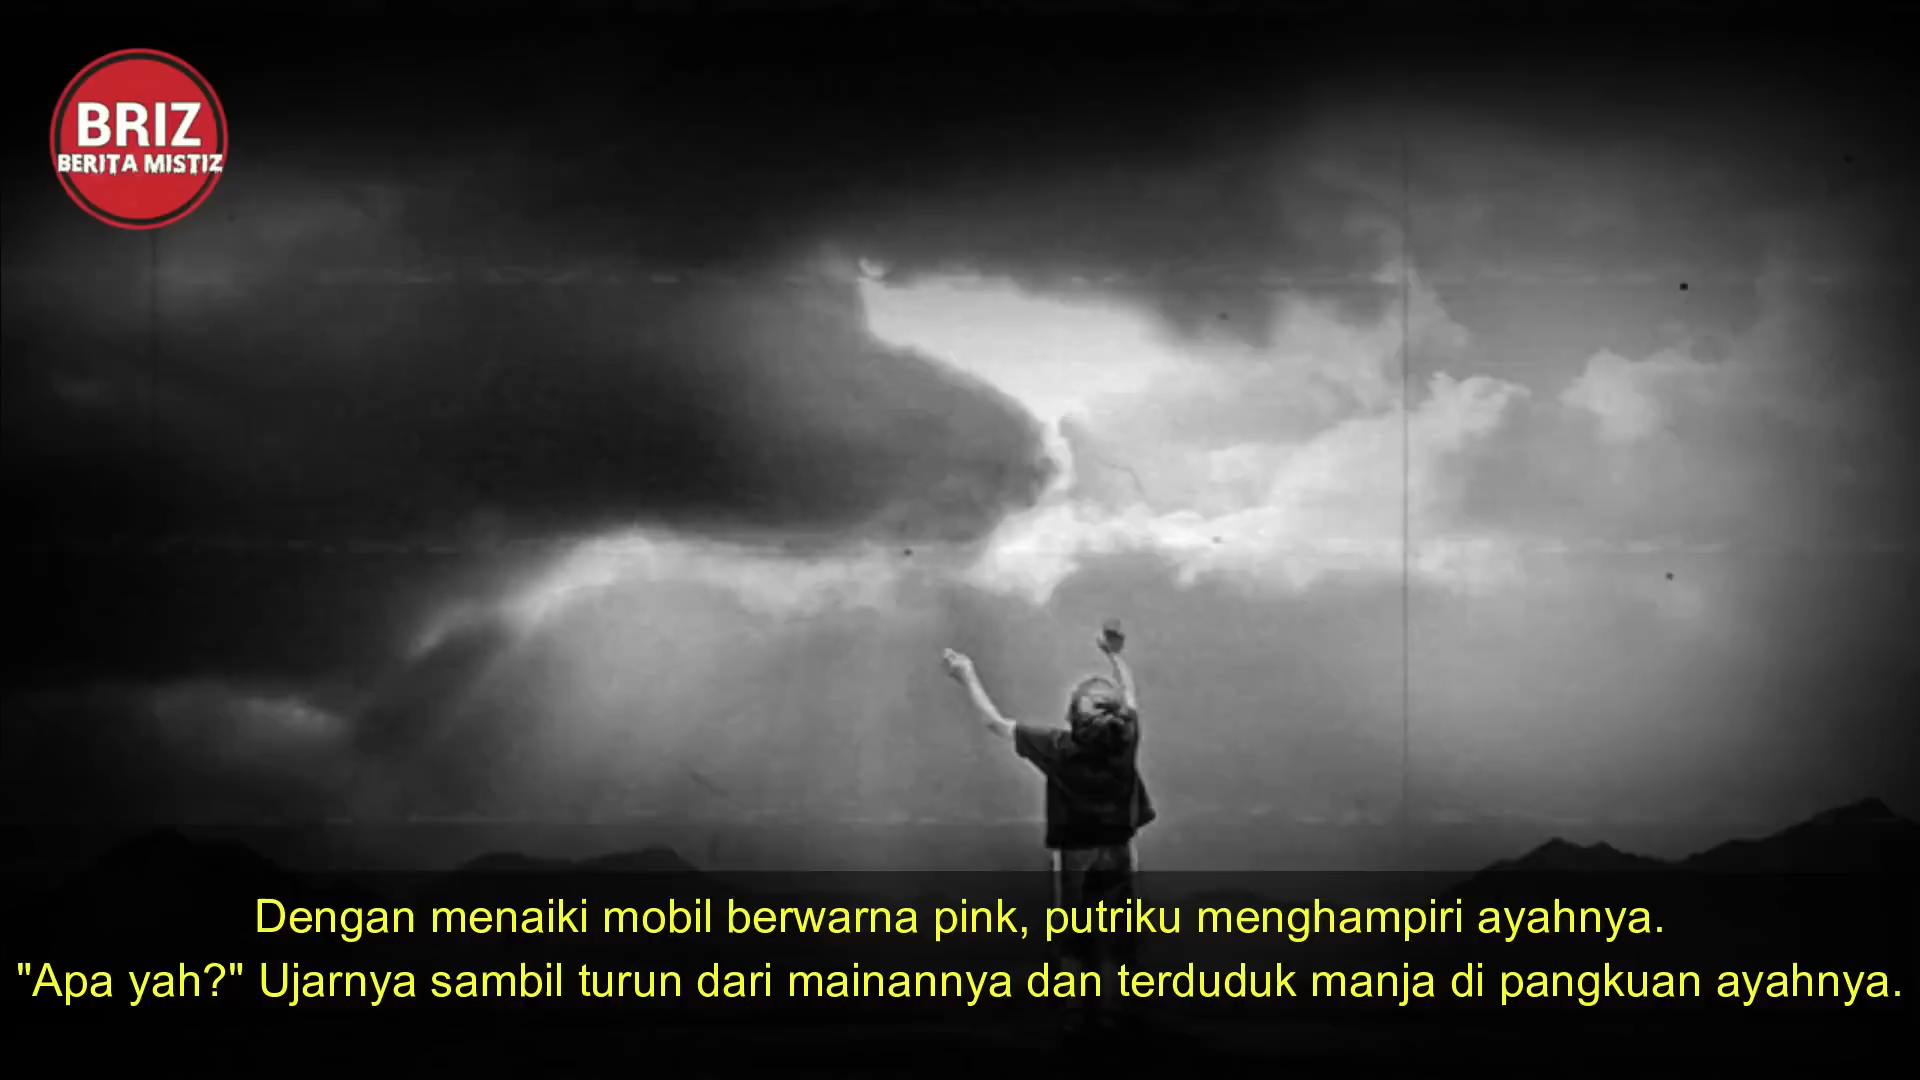 BRIZ
BERITA MISTIZ
Dengan menaiki mobil berwarna pink, putriku menghampiri ayahnya.
"Apa yah?" Ujarnya sambil turun dari mainannya dan terduduk manja di pangkuan ayahnya.